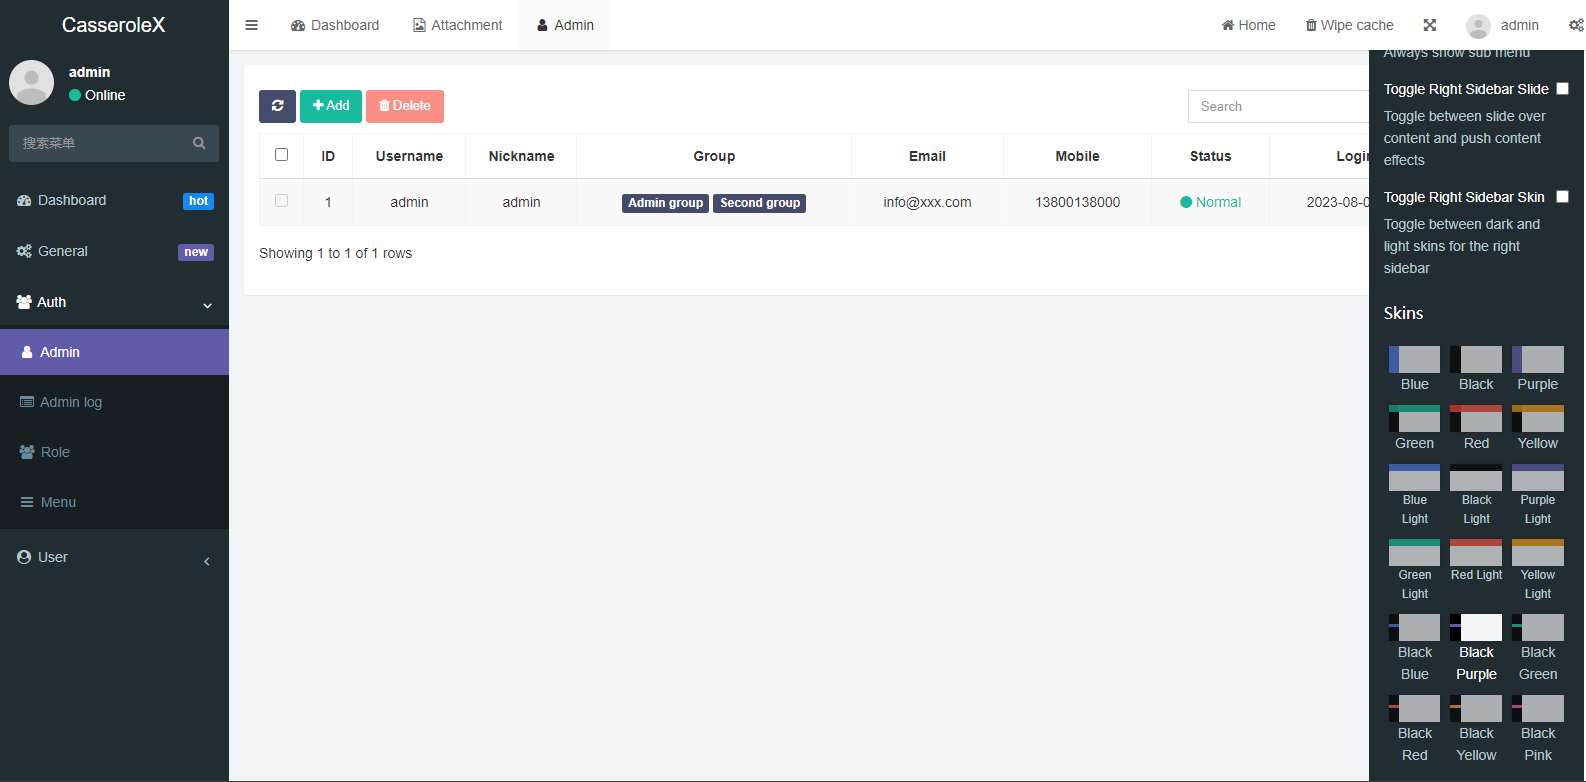 CasseroleX
Dashboard
Attachment
Admin
Home
Wipe cache
admin
admin
Online
搜索菜单
Dashboard
hot
General
new
Auth
Admin
Admin log
Role
Menu
User
Add
Delete
Search
ID Username Nickname Group Email Mobile Status
1 admin admin Admin group Second group info@xxx.com 13800138000 Normal
Showing 1 to 1 of 1 rows
Always show sub menu
Toggle Right Sidebar Slide
Toggle between slide over
content and push content
effects
Toggle Right Sidebar Skin
Toggle between dark and
light skins for the right
sidebar
Skins
Blue
Black
Purple
Green
Red
Yellow
Blue
Light
Black
Light
Purple
Light
Green
Light
Red Light
Yellow
Light
Black
Blue
Black
Purple
Black
Green
Black
Red
Black
Yellow
Black
Pink